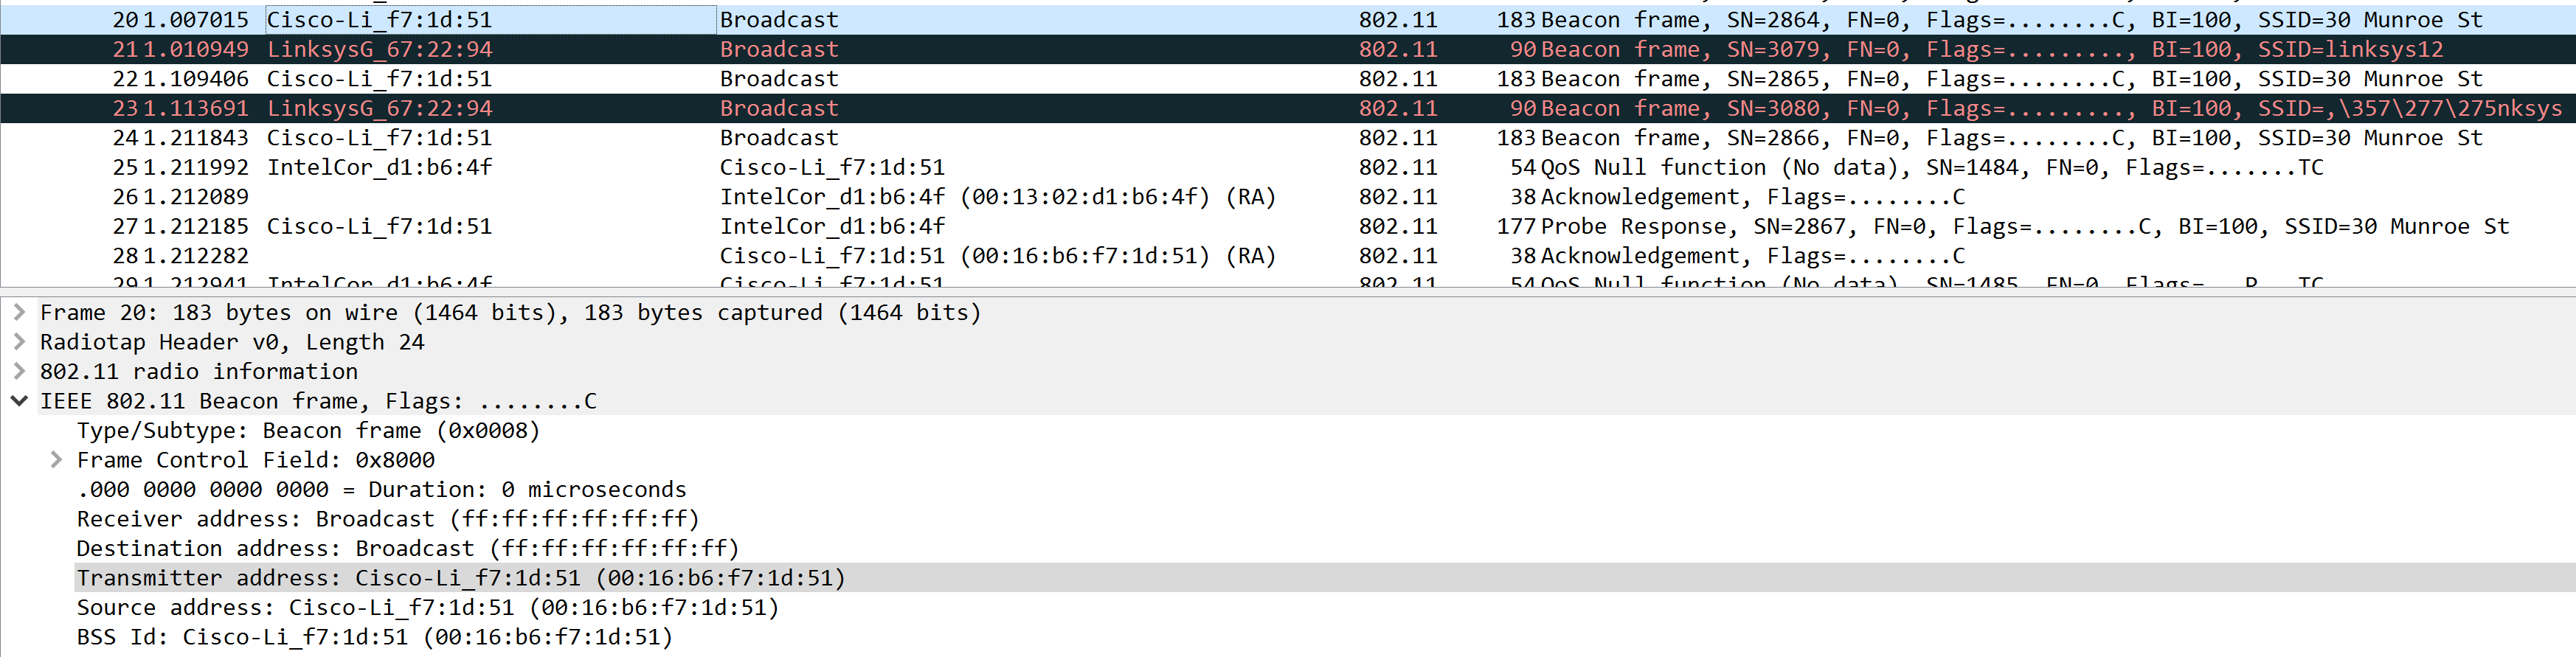 20 1.007015 Cisco-Li_f7:1d:51 Broadcast 802.11 183 Beacon frame, SN=2864, FN=0, Flags=........C, BI=100, SSID=30 Munroe St
21 1.010949 LinksysG_67:22:94 Broadcast 802.11 90 Beacon frame, SN=3079, FN=0, Flags=........., BI=100, SSID=linksys12
22 1.109406 Cisco-Li_f7:1d:51 Broadcast 802.11 183 Beacon frame, SN=2865, FN=0, Flags=........C, BI=100, SSID=30 Munroe St
23 1.113691 LinksysG_67:22:94 Broadcast 802.11 90 Beacon frame, SN=3080, FN=0, Flags=........., BI=100, SSID=,\357\277\275nksys
24 1.211843 Cisco-Li_f7:1d:51 Broadcast 802.11 183 Beacon frame, SN=2866, FN=0, Flags=........C, BI=100, SSID=30 Munroe St
25 1.211992 IntelCor_d1:b6:4f Cisco-Li_f7:1d:51 802.11 54 QoS Null function (No data), SN=1484, FN=0, Flags=.......TC
26 1.212089 IntelCor_d1:b6:4f (00:13:02:d1:b6:4f) (RA) 802.11 38 Acknowledgement, Flags=........C
27 1.212185 Cisco-Li_f7:1d:51 IntelCor_d1:b6:4f 802.11 177 Probe Response, SN=2867, FN=0, Flags=........C, BI=100, SSID=30 Munroe St
28 1.212282 Cisco-Li_f7:1d:51 (00:16:b6:f7:1d:51) (RA) 802.11 38 Acknowledgement, Flags=........C
29 1.212941 IntelCor_d1:b6:4f Cisco-Li_f7:1d:51 802.11 54 QoS Null function (No data), SN=1485, FN=0, Flags=....R...TC
Frame 20: 183 bytes on wire (1464 bits), 183 bytes captured (1464 bits)
Radiotap Header v0, Length 24
802.11 radio information
IEEE 802.11 Beacon frame, Flags: ........C
Type/Subtype: Beacon frame (0x0008)
Frame Control Field: 0x8000
.000 0000 0000 0000 = Duration: 0 microseconds
Receiver address: Broadcast (ff:ff:ff:ff:ff:ff)
Destination address: Broadcast (ff:ff:ff:ff:ff:ff)
Transmitter address: Cisco-Li_f7:1d:51 (00:16:b6:f7:1d:51)
Source address: Cisco-Li_f7:1d:51 (00:16:b6:f7:1d:51)
BSS Id: Cisco-Li_f7:1d:51 (00:16:b6:f7:1d:51)